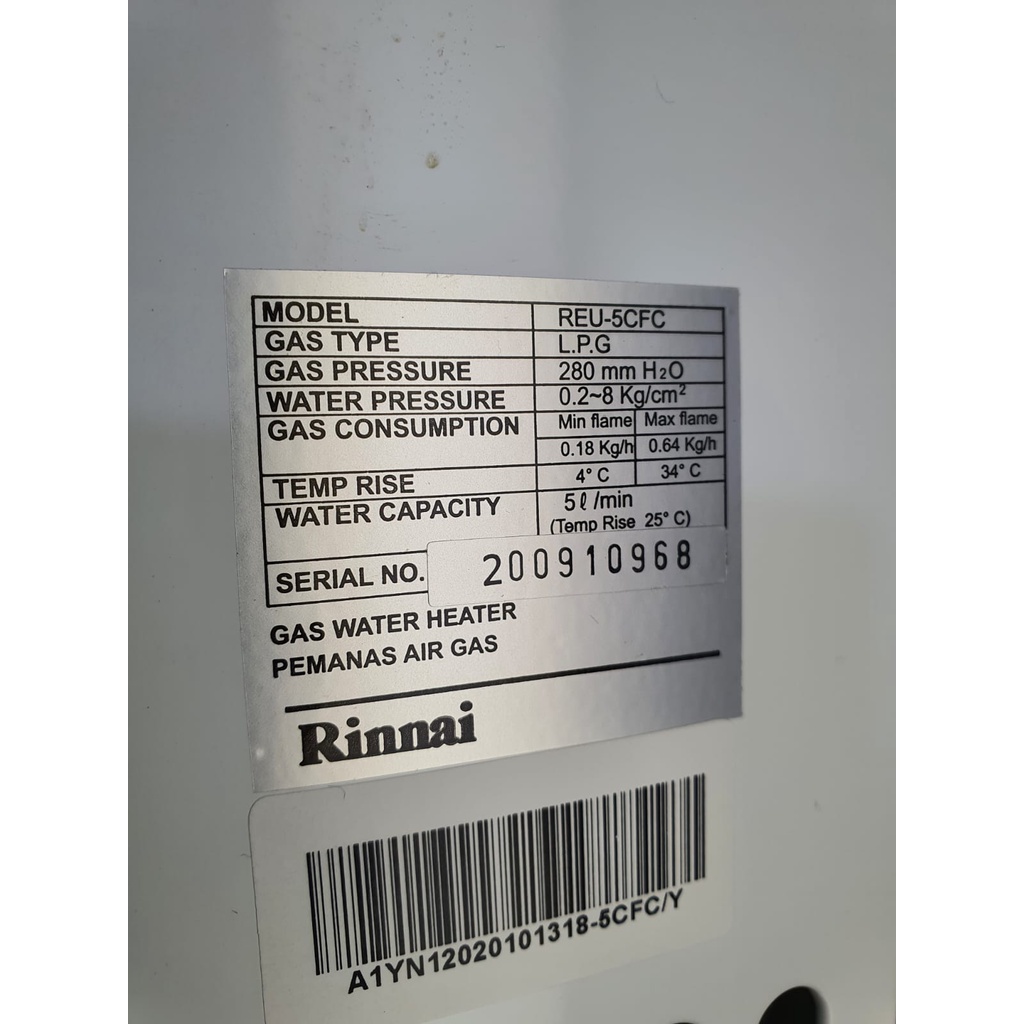 MODEL REU-5CFC
GAS TYPE L.P.G
GAS PRESSURE 280 mm H₂O
WATER PRESSURE 0.2~8 Kg/cm²
GAS CONSUMPTION Min flame Max flame
0.18 Kg/h 0.64 Kg/h
TEMP RISE 4° C 34° C
WATER CAPACITY 5ℓ /min
(Temp Rise 25° C)
SERIAL NO. 200910968
GAS WATER HEATER
PEMANAS AIR GAS
Rinnai
A1YN12020101318-5CFC/Y